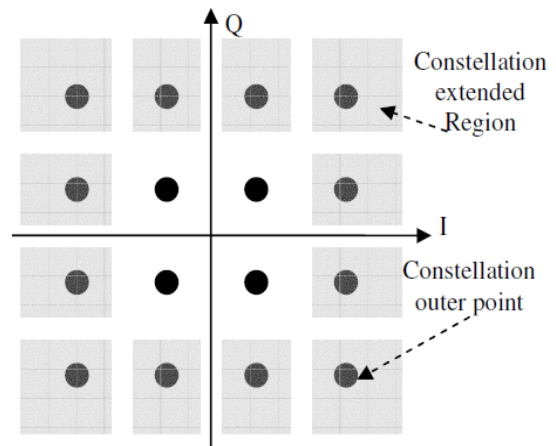 Q
Constellation
extended
Region
I
Constellation
outer point